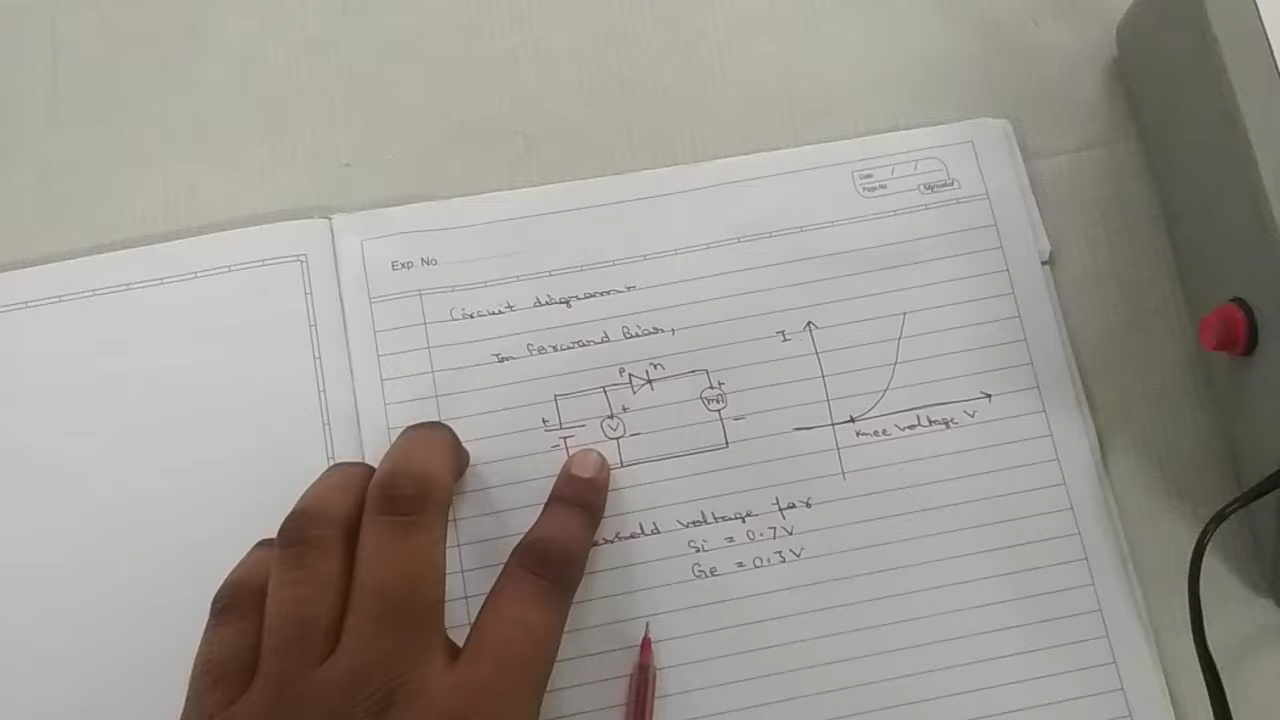 Date / /
Page No
Exp. No
Circuit diagram:-
In forward Bias,
P n
+ + +
mA
V
- - -
I
Knee voltage V
voltage for
Si = 0.7V
Ge = 0.3V